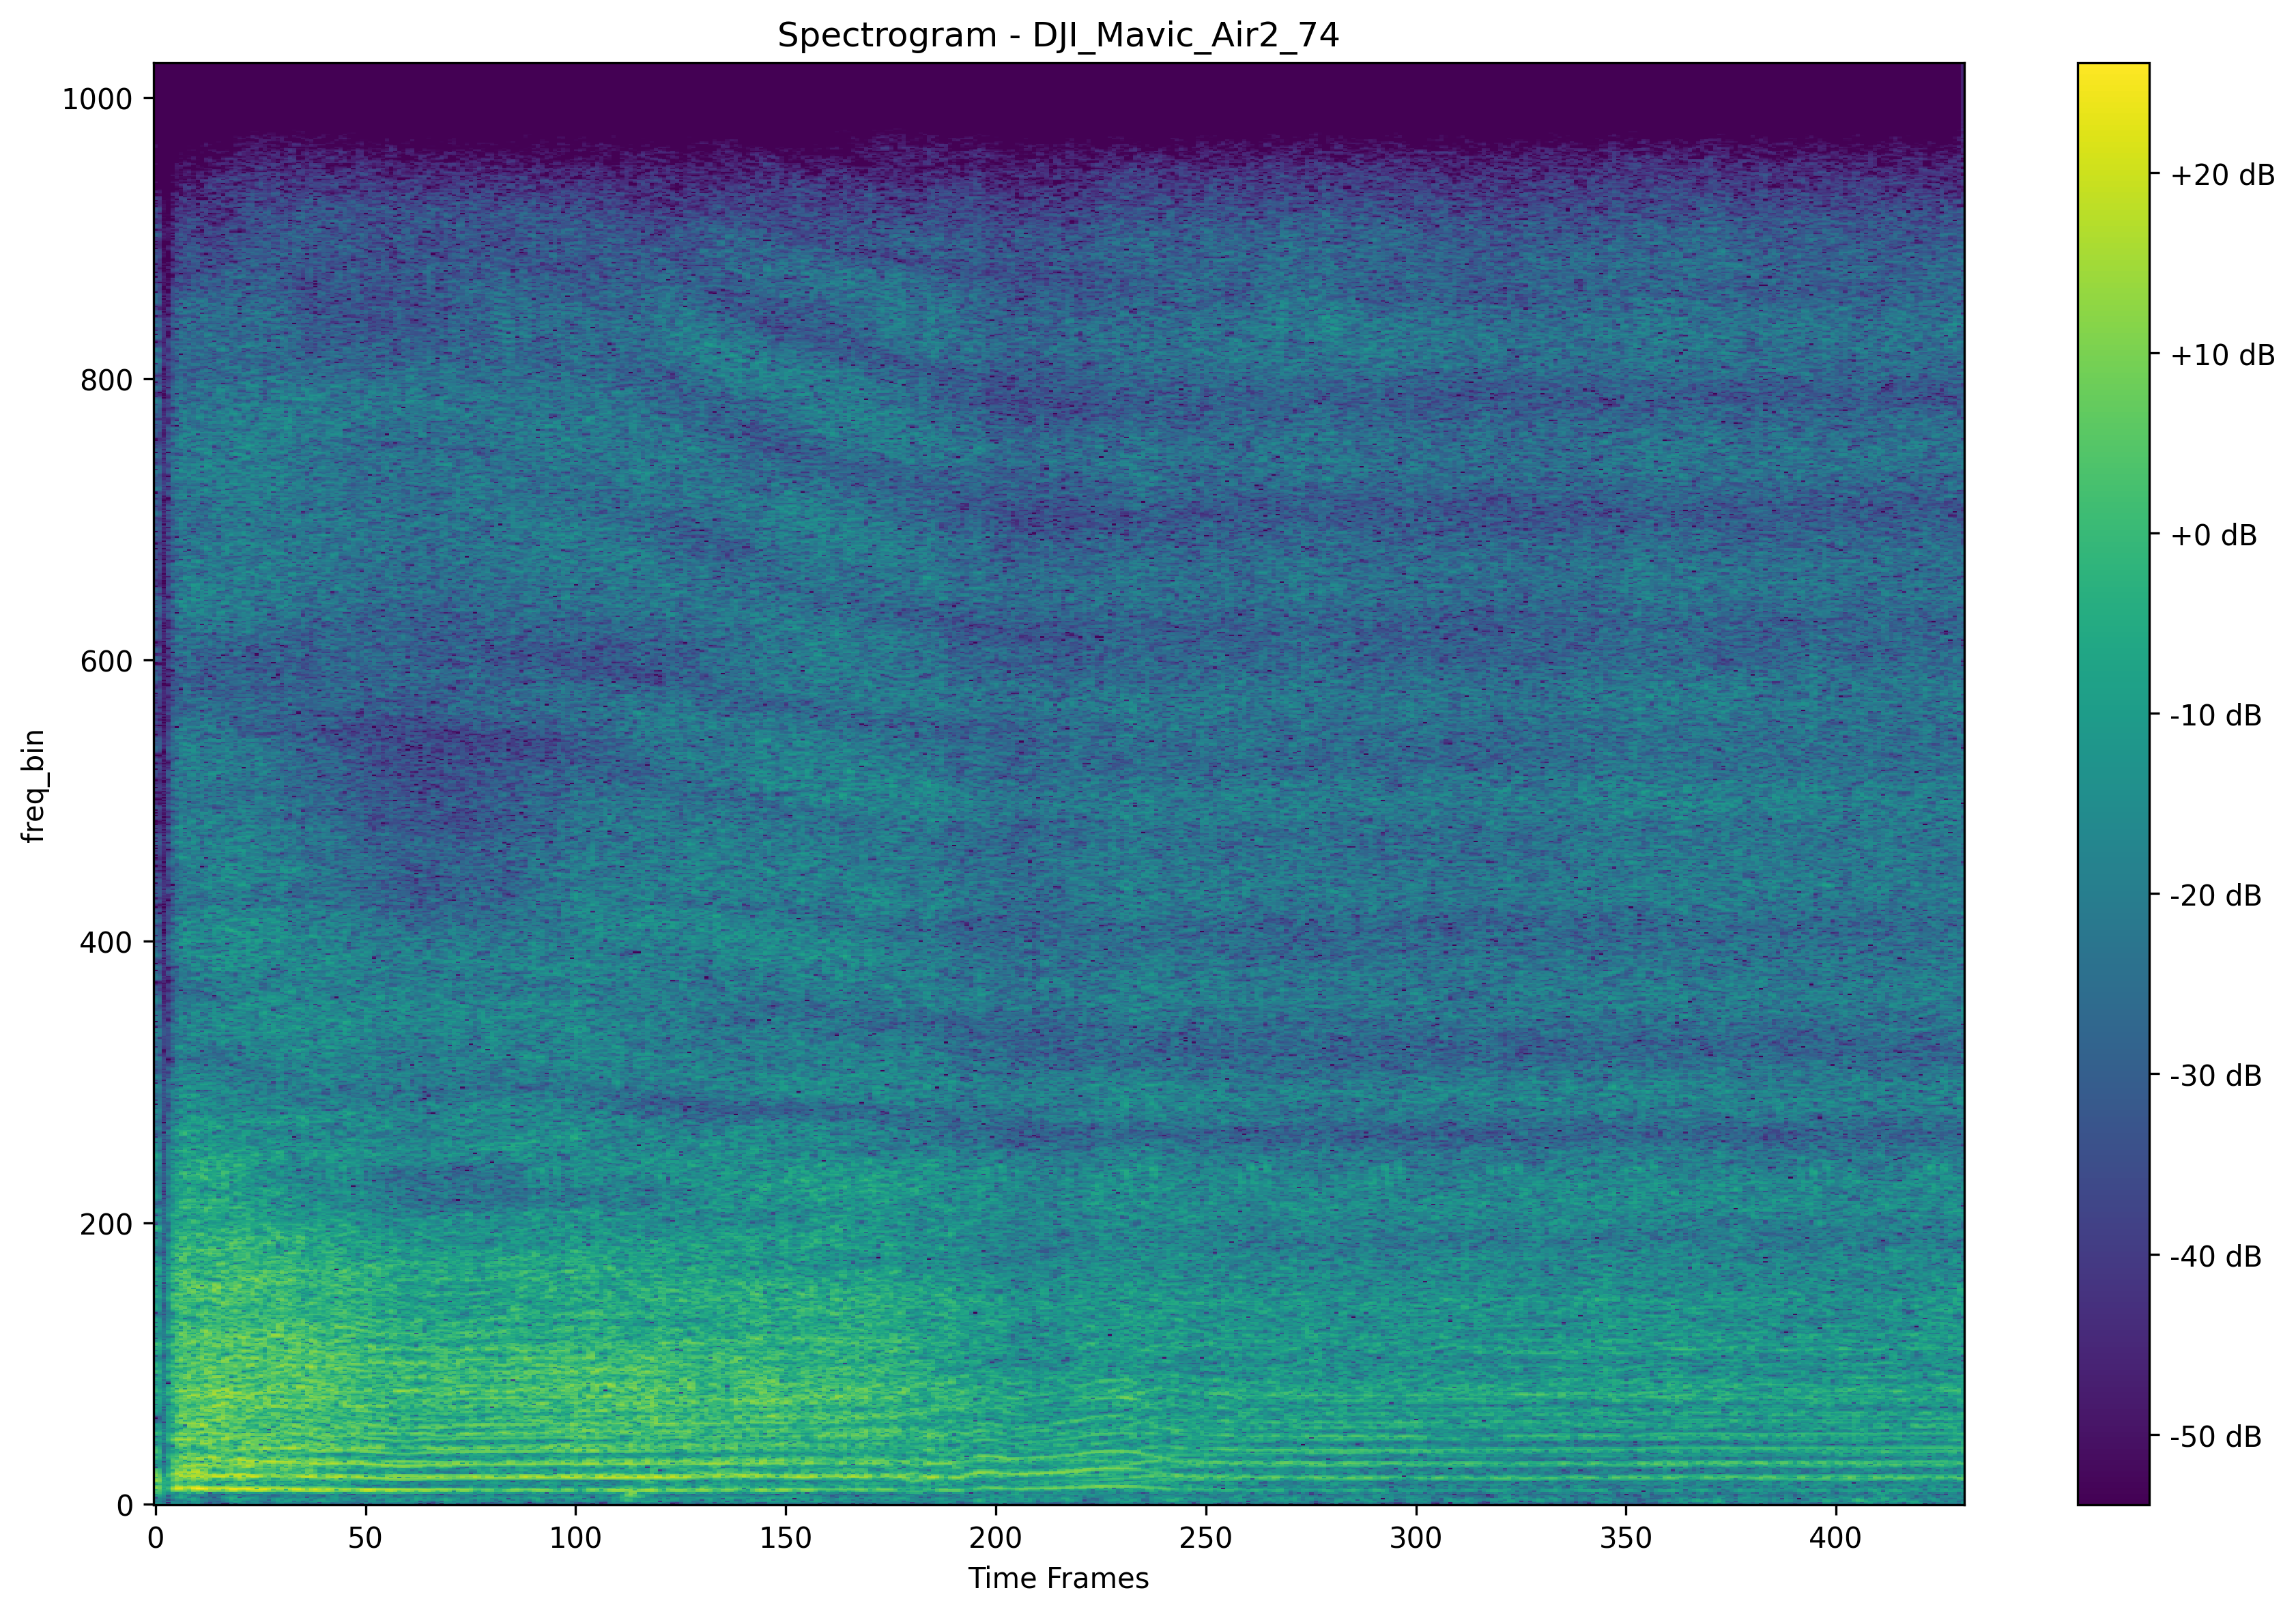 Spectrogram - DJI_Mavic_Air2_74
1000
800
600
400
200
0
freq_bin
0 50 100 150 200 250 300 350 400
Time Frames
+20 dB
+10 dB
+0 dB
-10 dB
-20 dB
-30 dB
-40 dB
-50 dB